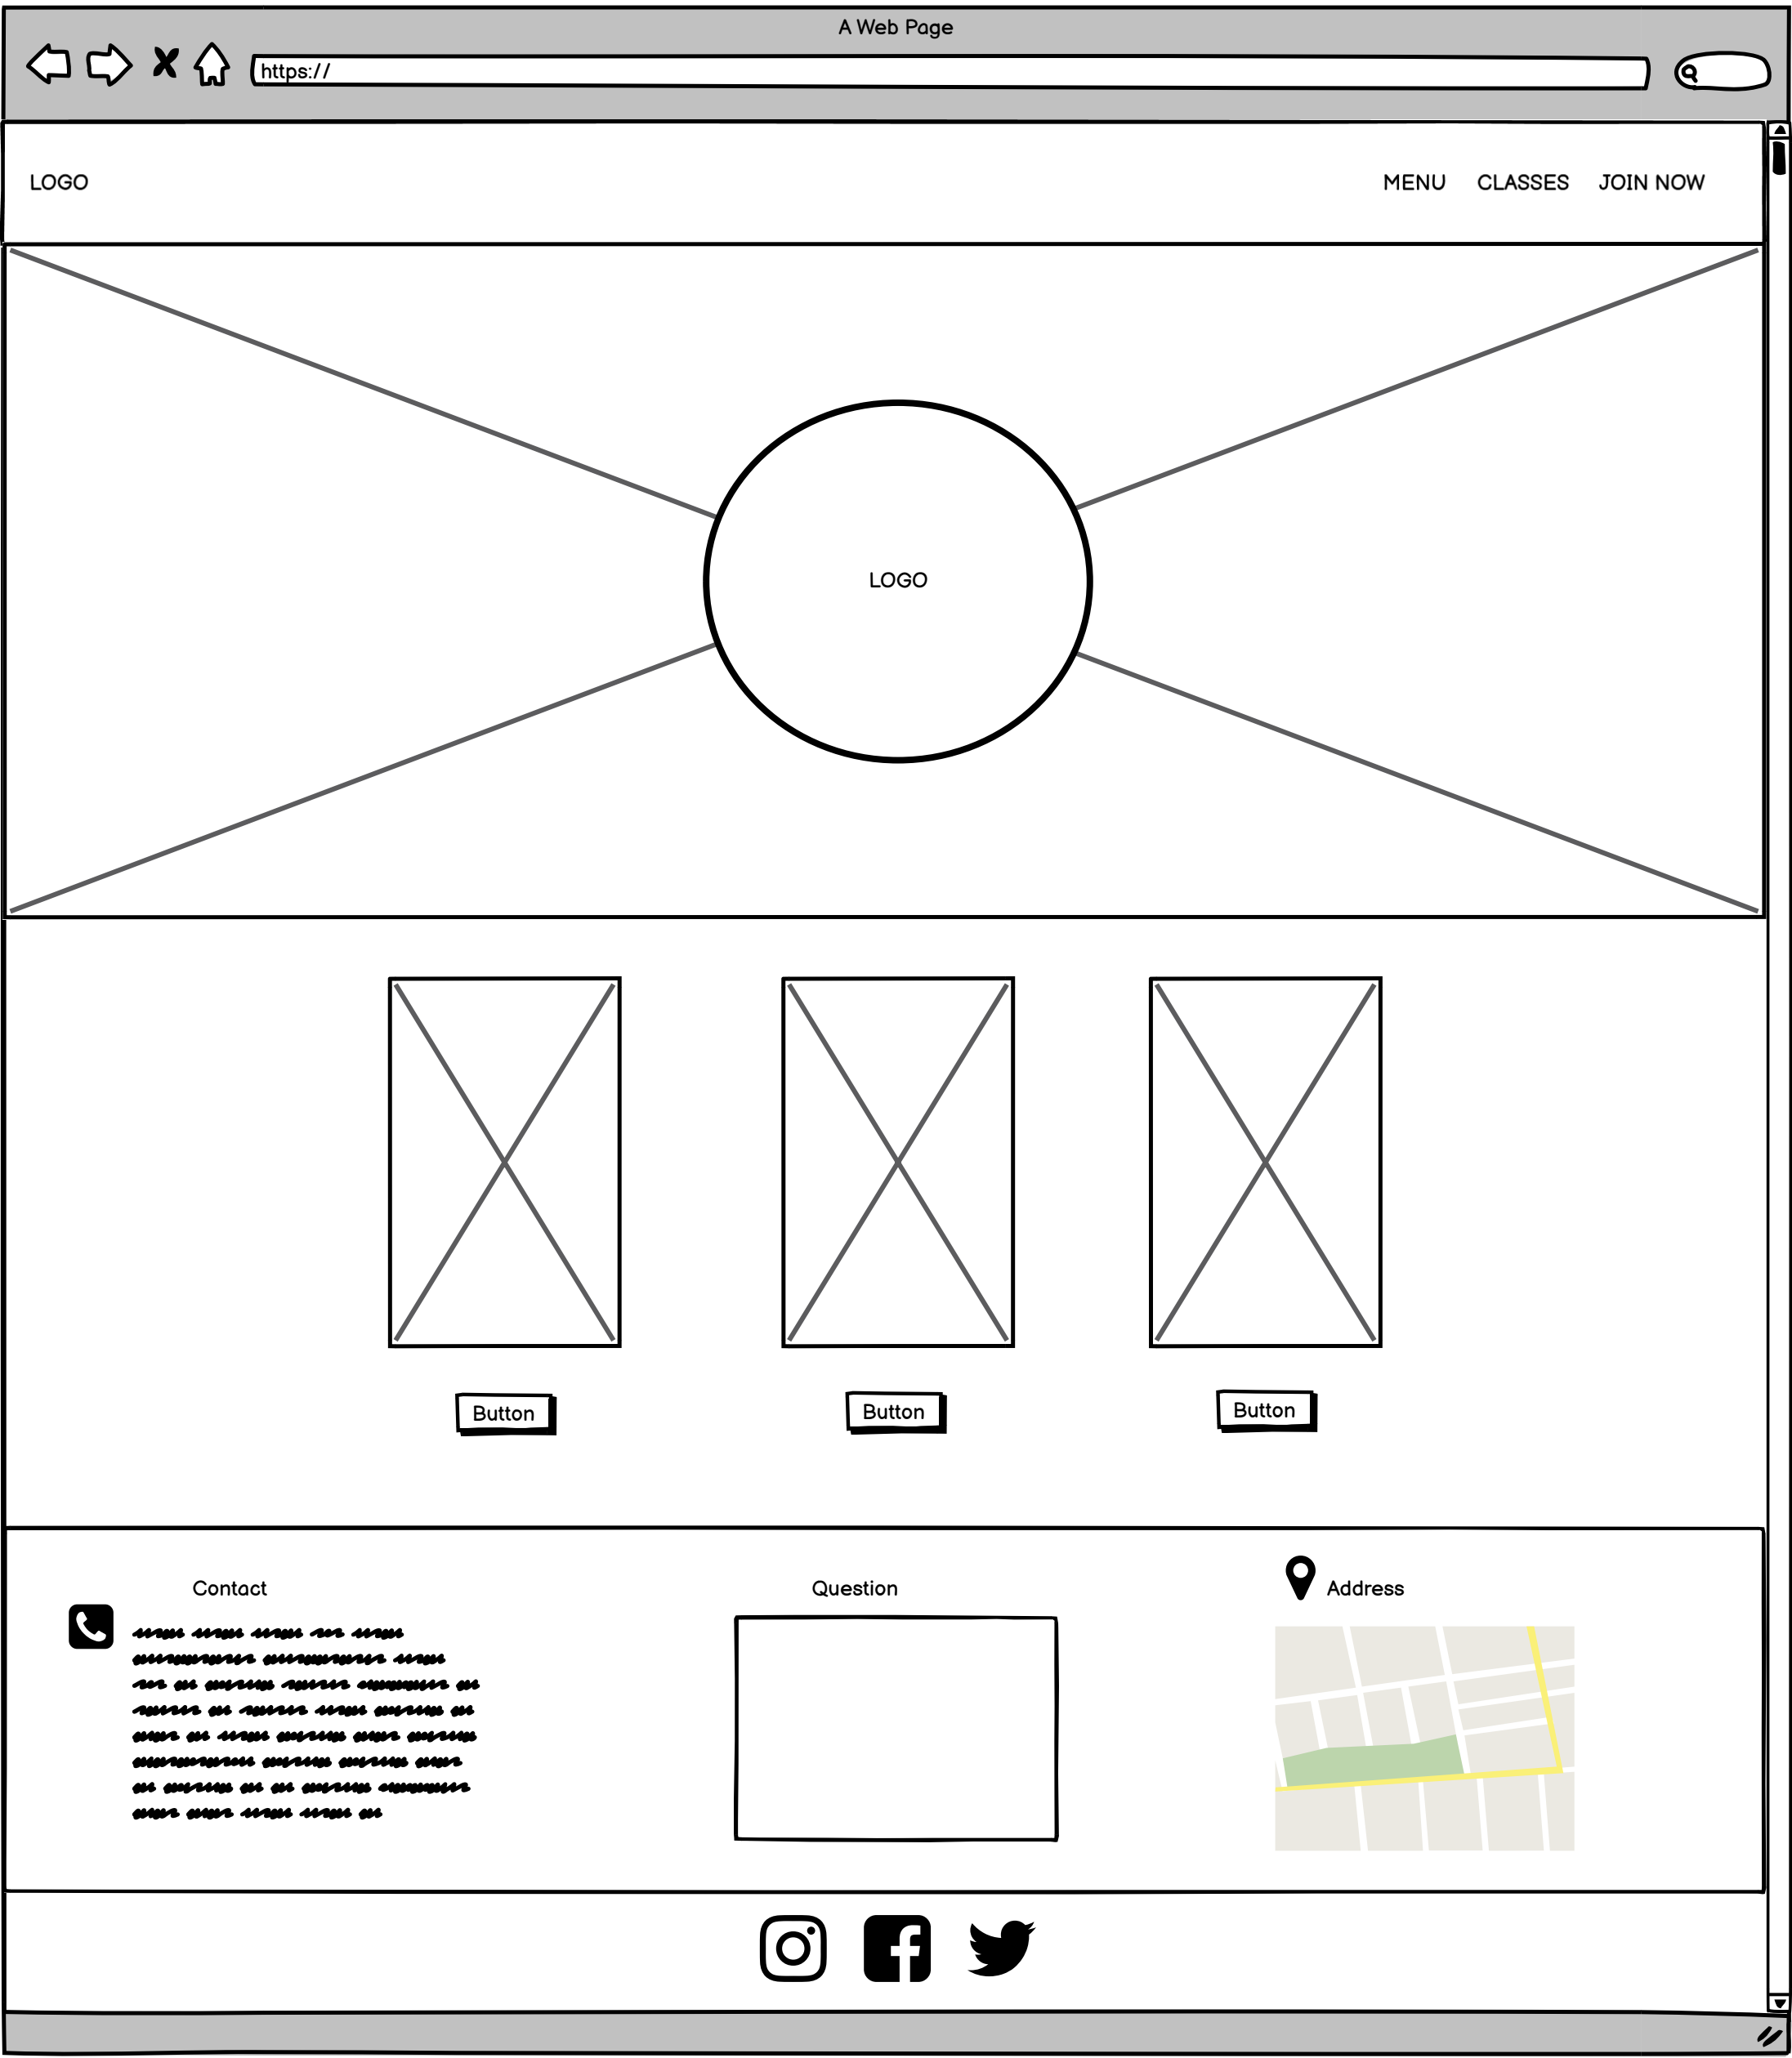 A Web Page
https://
LOGO
MENU CLASSES JOIN NOW
LOGO
Button
Button
Button
Contact
Question
Address